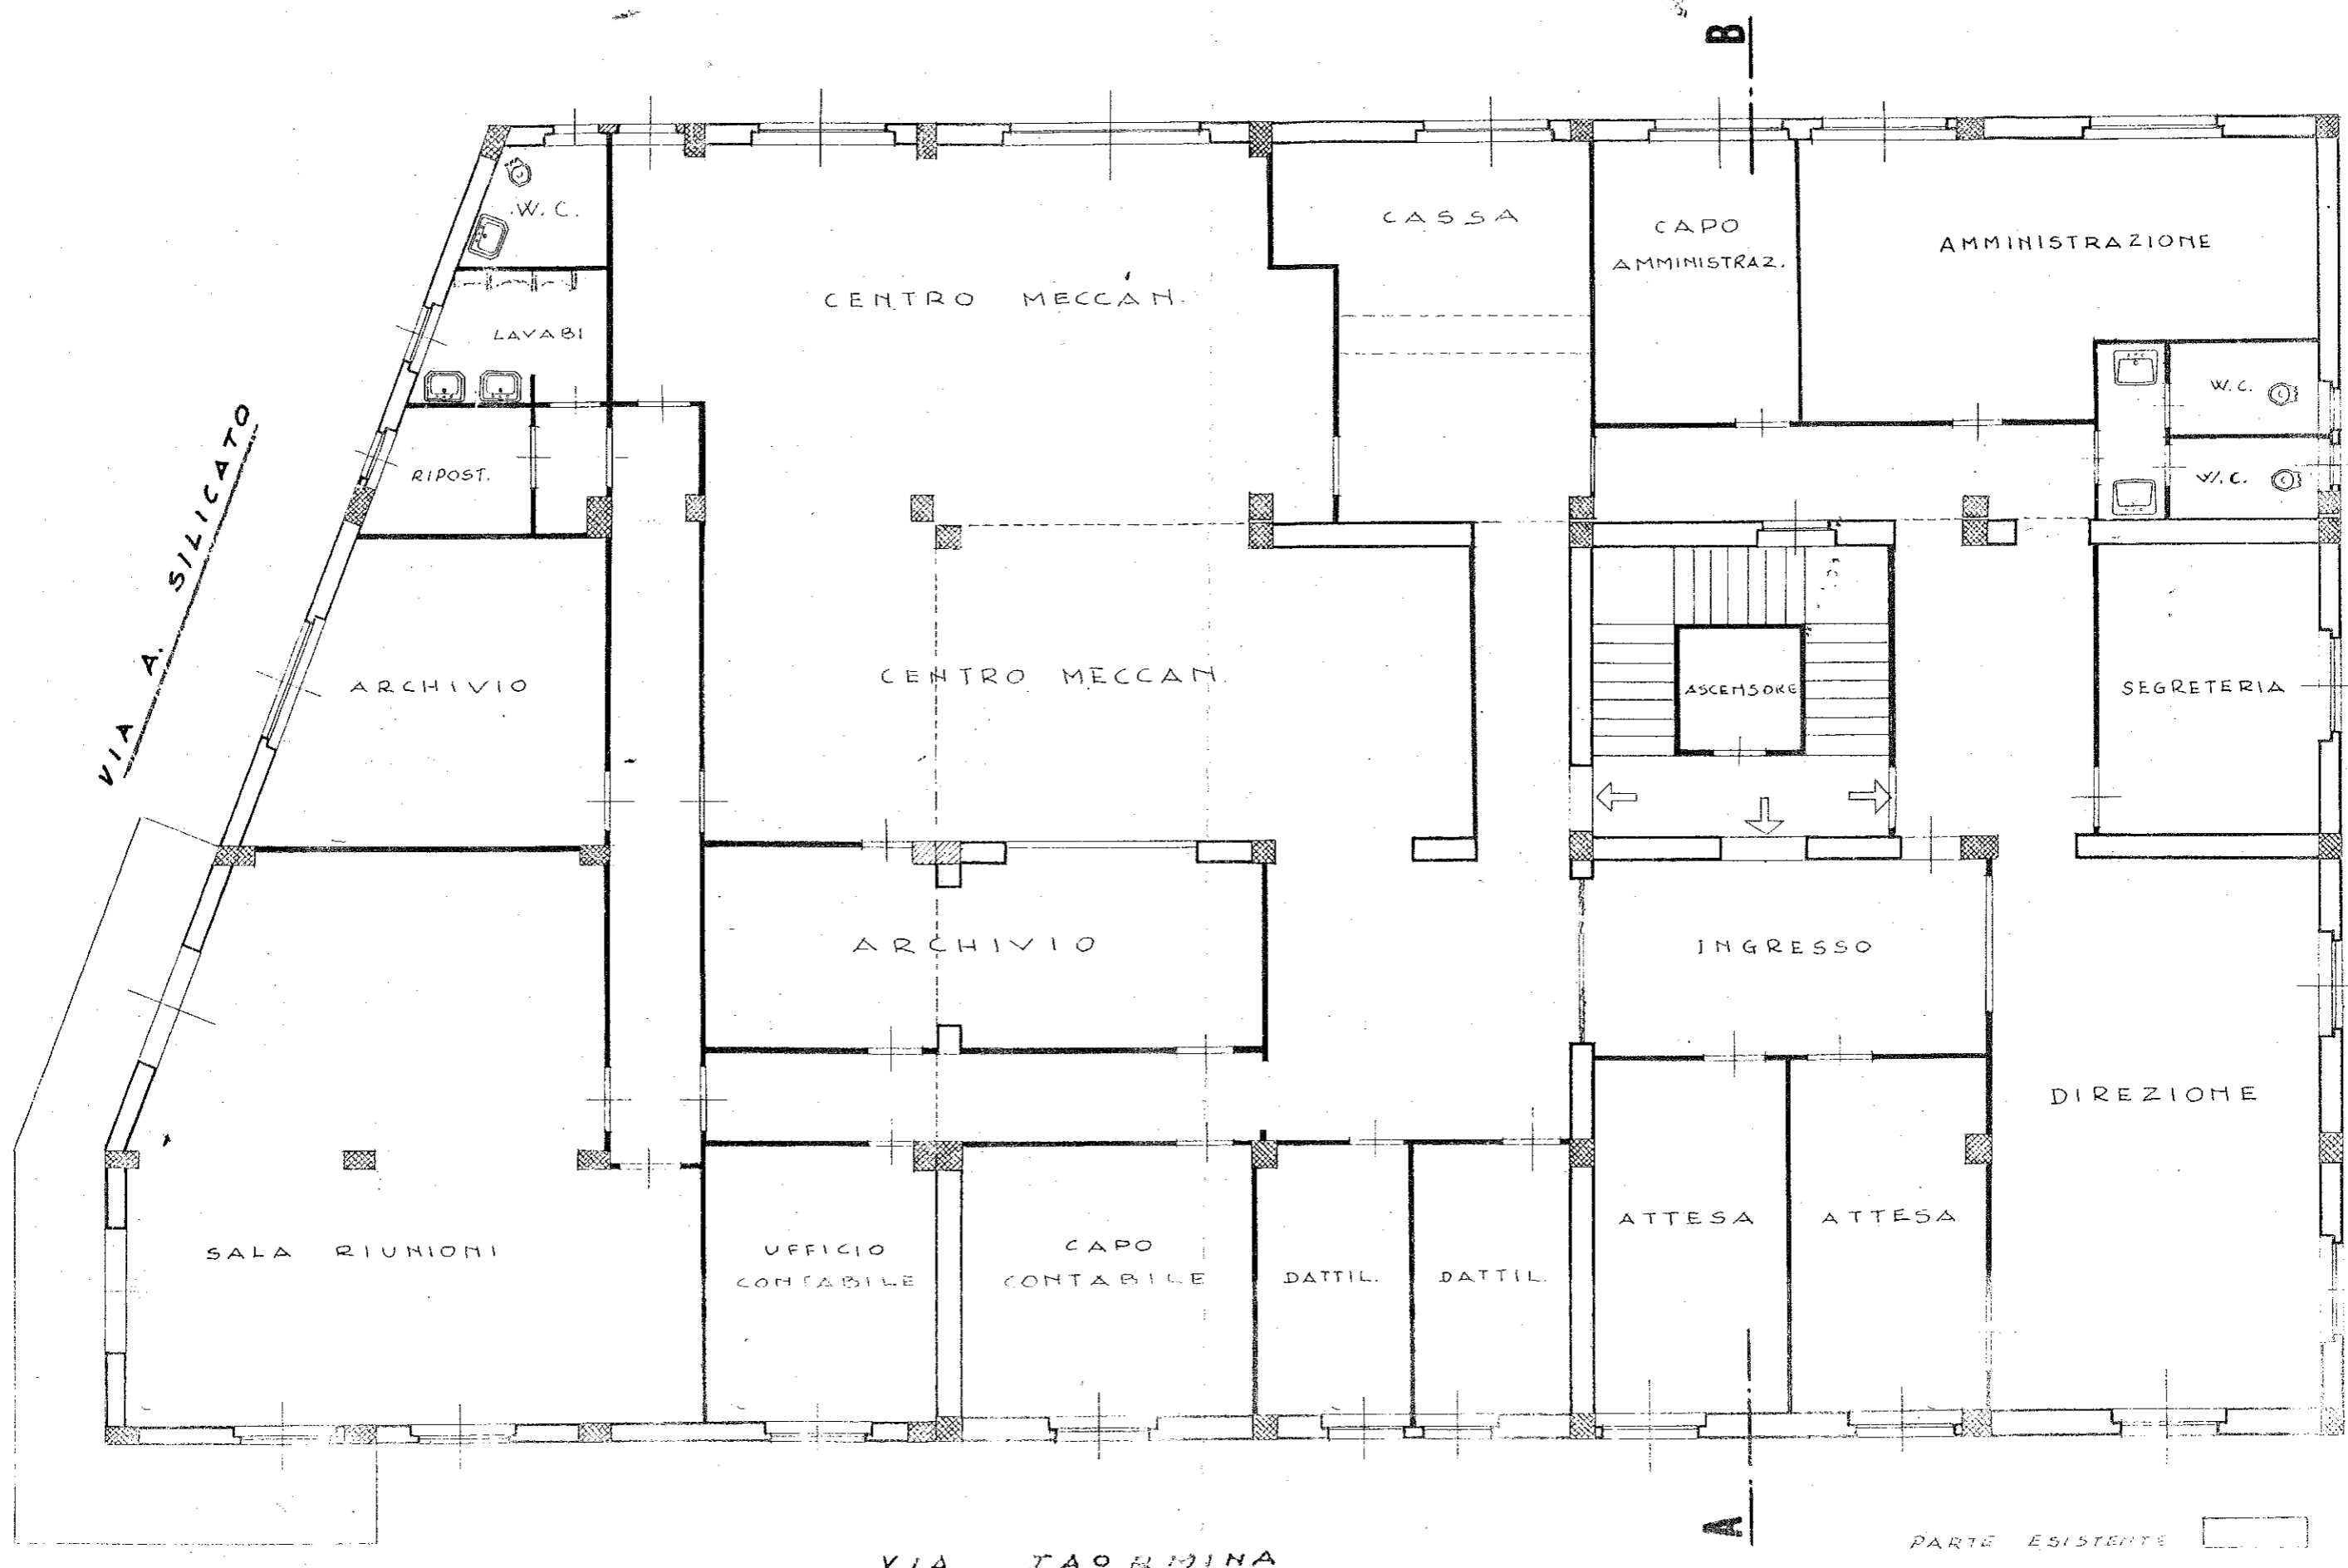 B
W.C.
CASSA
CAPO
AMMINISTRAZ.
AMMINISTRAZIONE
CENTRO MECCAN.
LAVABI
W.C.
RIPOST.
W.C.
VIA A. SILICATO
ARCHIVIO
CENTRO MECCAN.
ASCENSORE
SEGRETERIA
ARCHIVIO
INGRESSO
DIREZIONE
SALA RIUNIONI
UFFICIO
CONTABILE
CAPO
CONTABILE
DATTIL.
DATTIL.
ATTESA
ATTESA
A
PARTE ESISTENTE
VIA TAORMINA